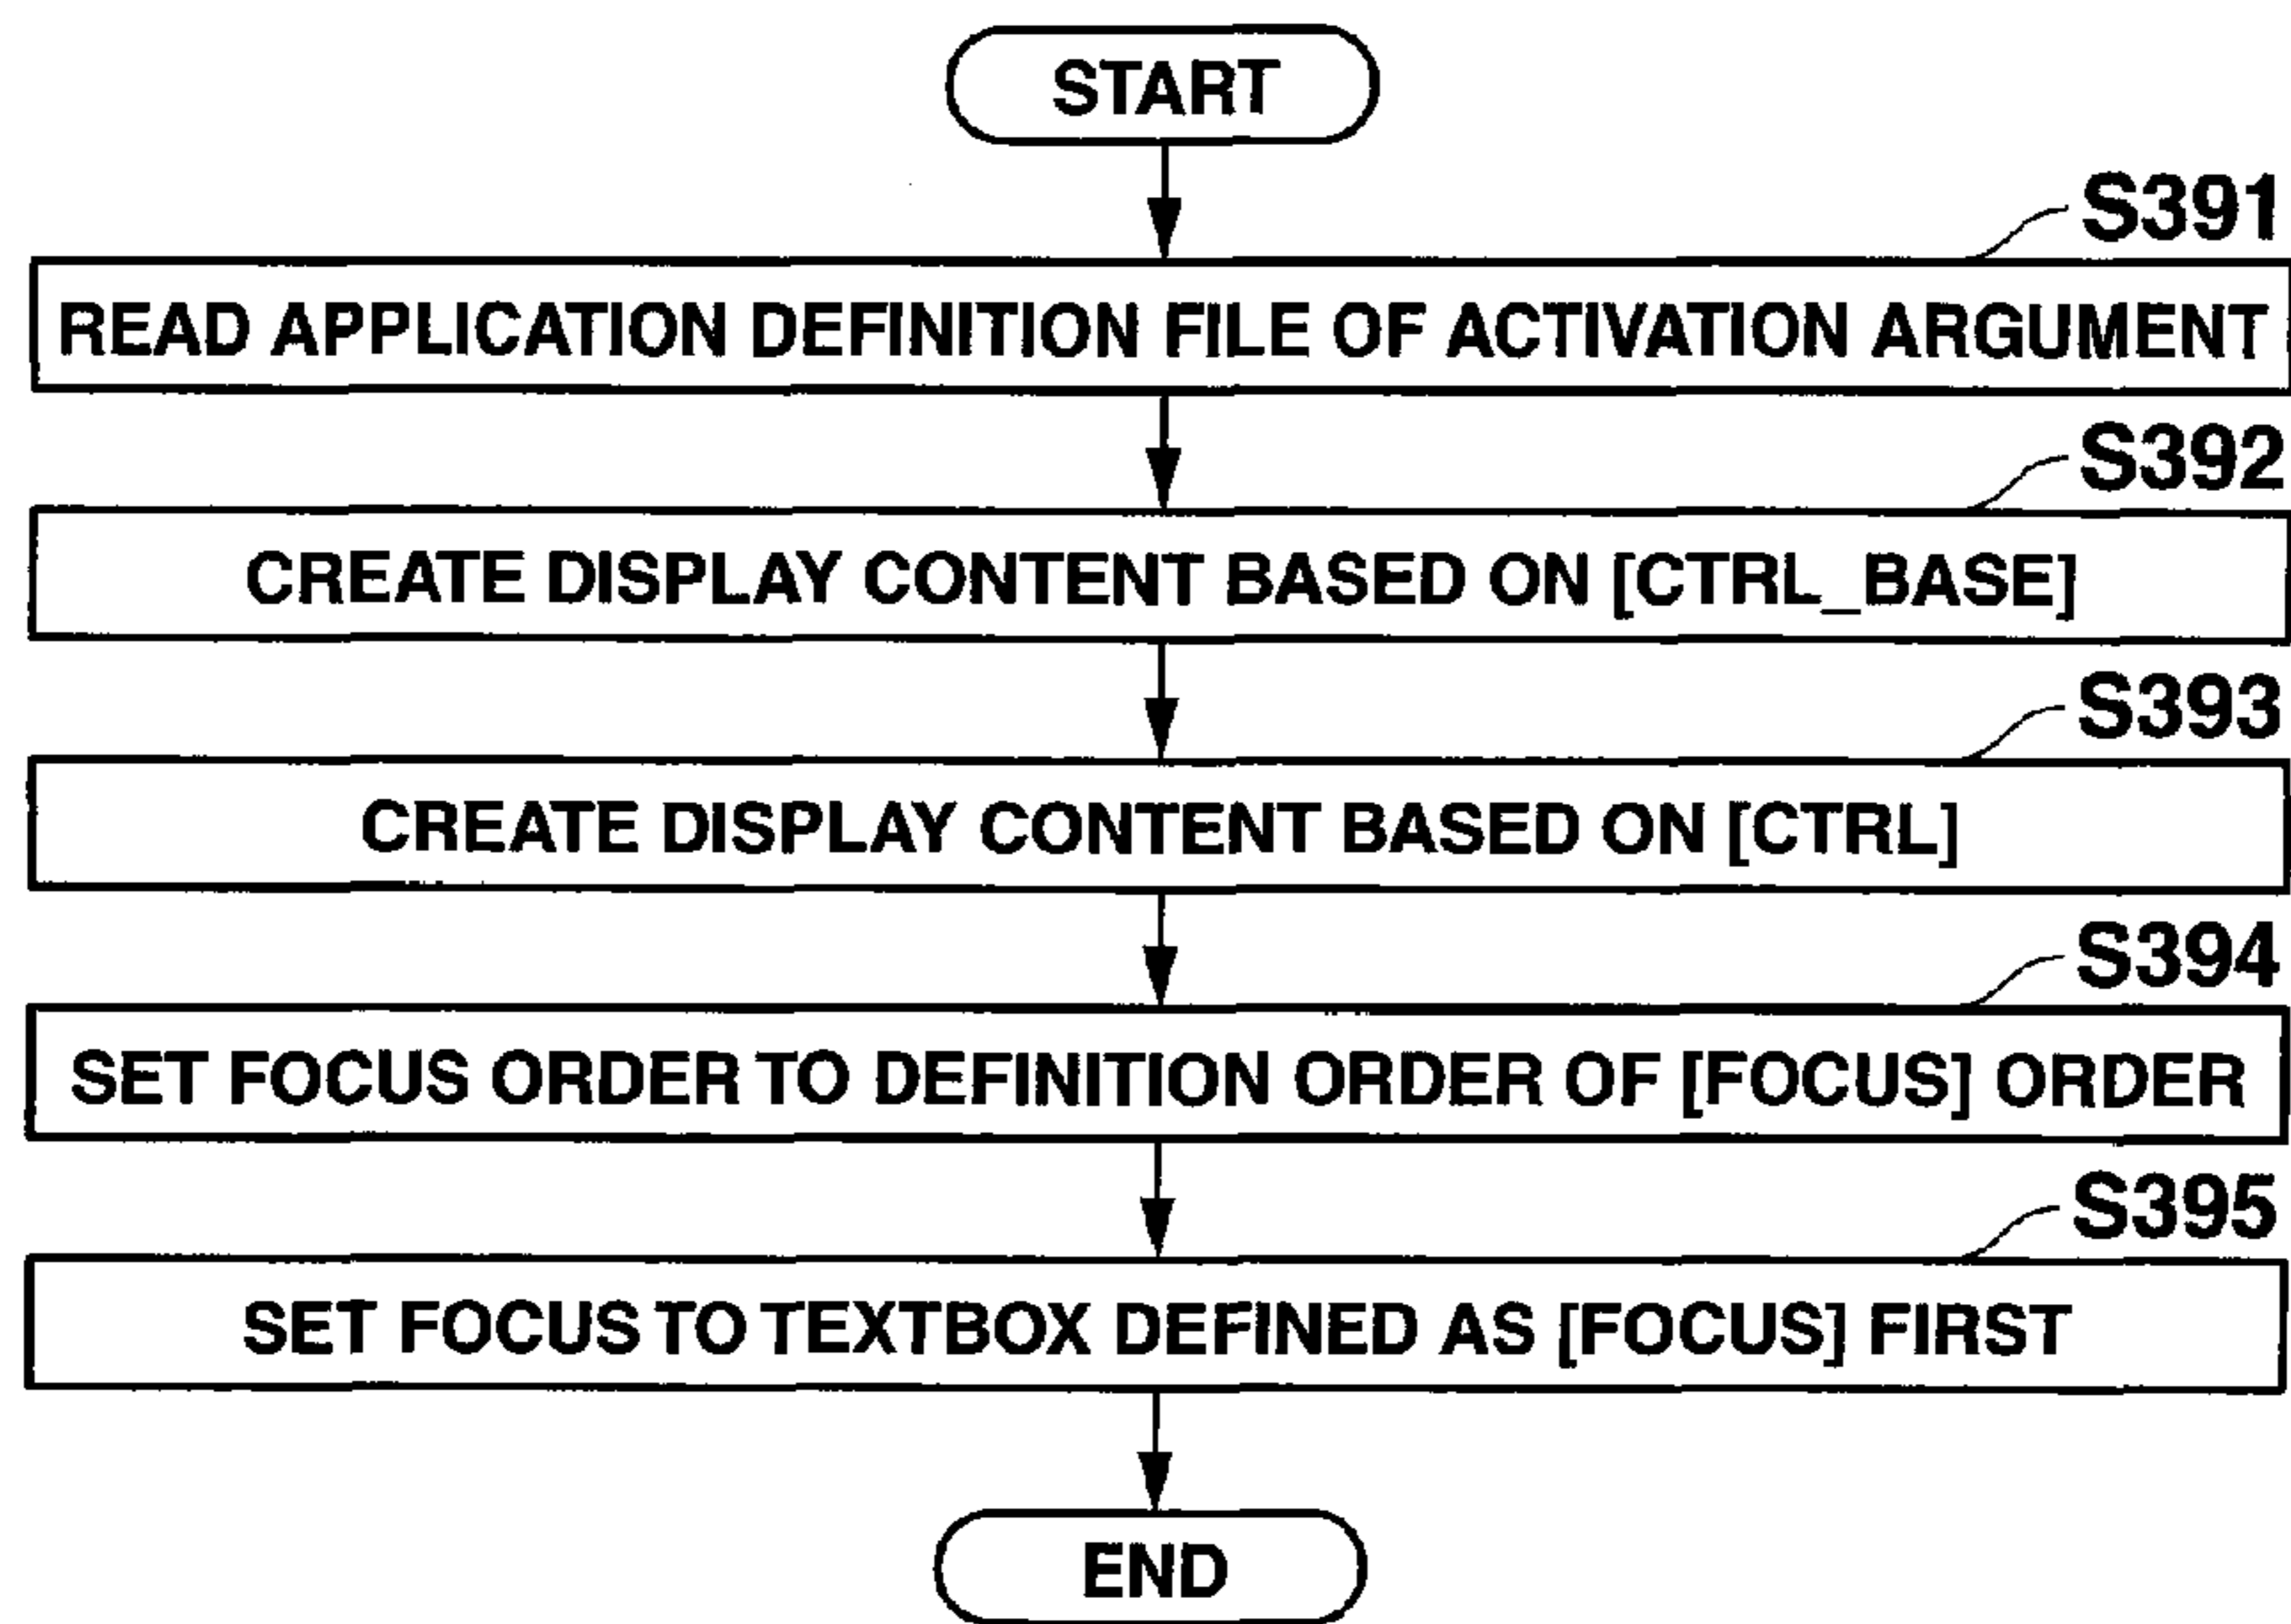 START
S391
READ APPLICATION DEFINITION FILE OF ACTIVATION ARGUMENT
S392
CREATE DISPLAY CONTENT BASED ON [CTRL_BASE]
S393
CREATE DISPLAY CONTENT BASED ON [CTRL]
S394
SET FOCUS ORDER TO DEFINITION ORDER OF [FOCUS] ORDER
S395
SET FOCUS TO TEXTBOX DEFINED AS [FOCUS] FIRST
END